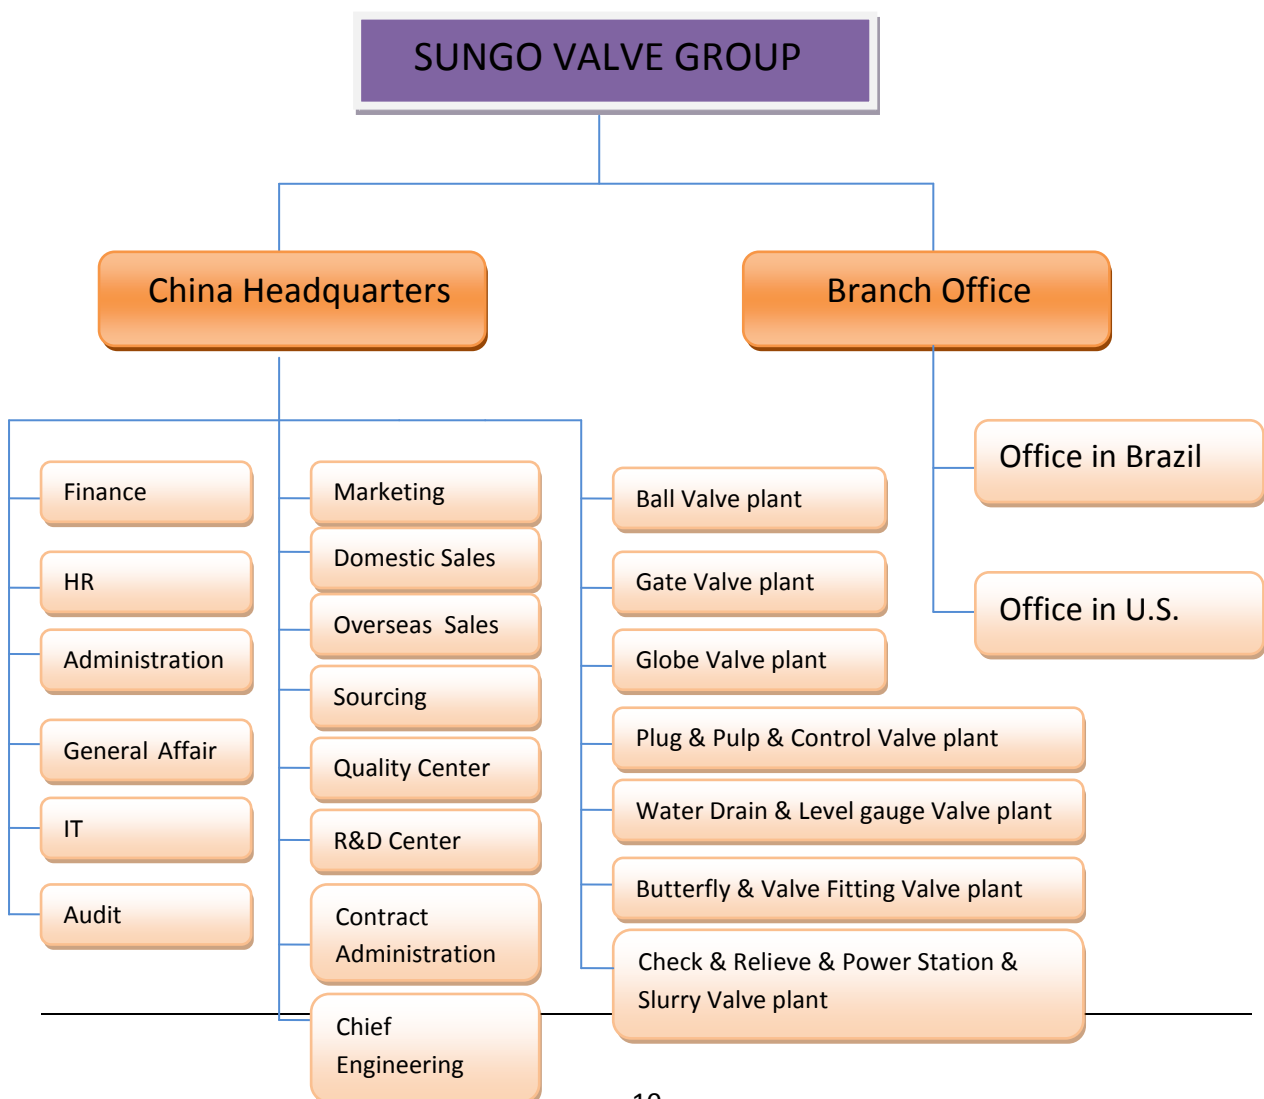 SUNGO VALVE GROUP
China Headquarters
Branch Office
Finance
HR
Administration
General Affair
IT
Audit
Marketing
Domestic Sales
Overseas Sales
Sourcing
Quality Center
R&D Center
Contract
Administration
Chief
Engineering
Ball Valve plant
Gate Valve plant
Globe Valve plant
Plug & Pulp & Control Valve plant
Water Drain & Level gauge Valve plant
Butterfly & Valve Fitting Valve plant
Check & Relieve & Power Station &
Slurry Valve plant
Office in Brazil
Office in U.S.